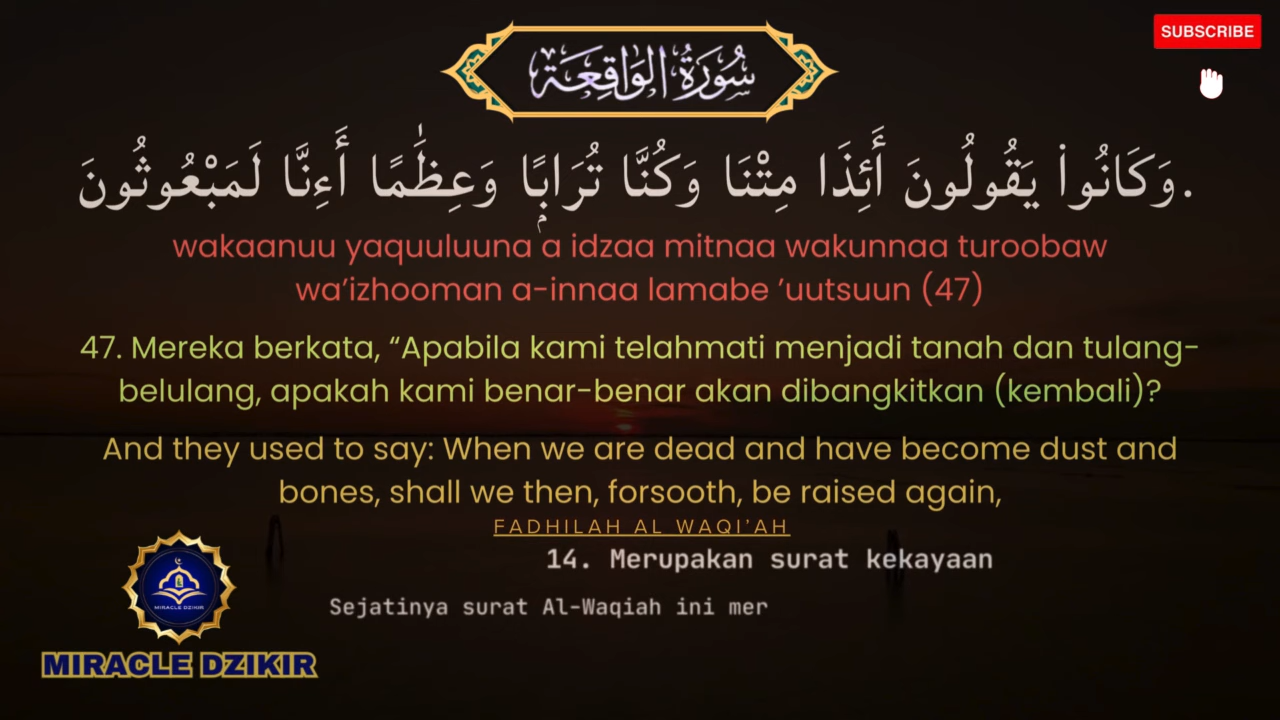 SUBSCRIBE
سُورَةُ الوَاقِعَة
وَكَانُوا۟ يَقُولُونَ أَئِذَا مِتْنَا وَكُنَّا تُرَابًۭا وَعِظَٰمًا أَءِنَّا لَمَبْعُوثُونَ.
wakaanuu yaquuluuna a idzaa mitnaa wakunnaa turoobaw
wa’izhooman a-innaa lamabe ’uutsuun (47)
47. Mereka berkata, “Apabila kami telahmati menjadi tanah dan tulang-
belulang, apakah kami benar-benar akan dibangkitkan (kembali)?
And they used to say: When we are dead and have become dust and
bones, shall we then, forsooth, be raised again,
FADHILAH AL WAQI’AH
14. Merupakan surat kekayaan
Sejatinya surat Al-Waqiah ini mer
MIRACLE DZIKIR
MIRACLE DZIKIR